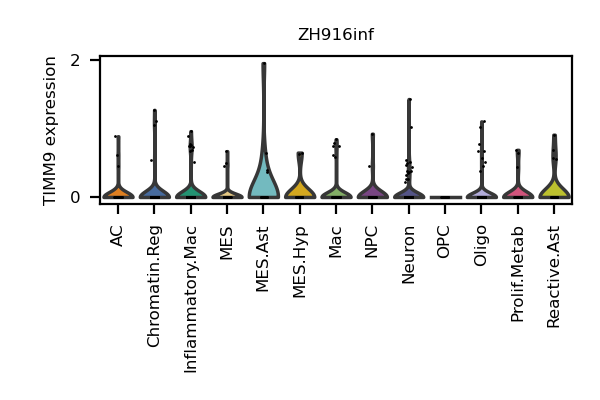 ZH916inf
TIMM9 expression
2
0
AC
Chromatin.Reg
Inflammatory.Mac
MES
MES.Ast
MES.Hyp
Mac
NPC
Neuron
OPC
Oligo
Prolif.Metab
Reactive.Ast